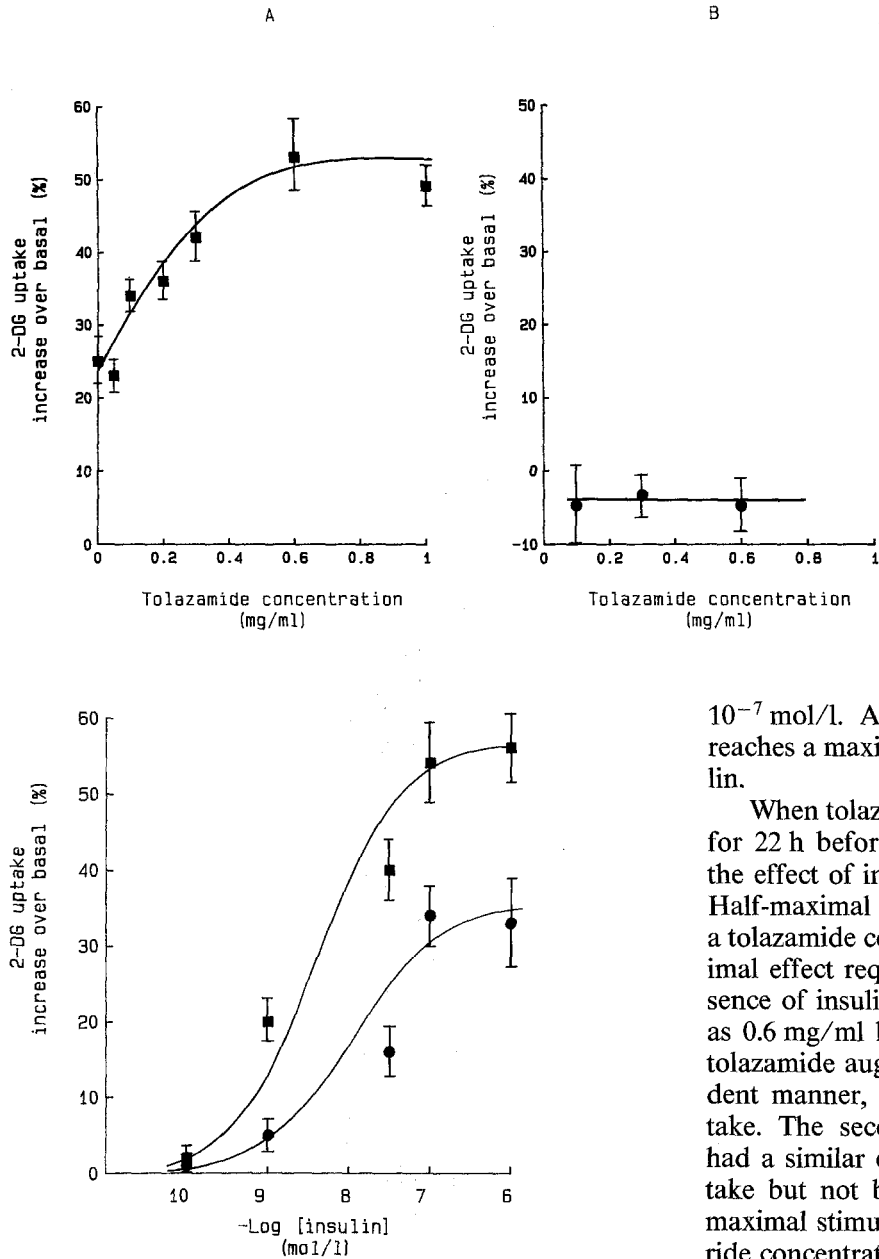 A
B
60
50
40
30
20
10
0
2-DG uptake
increase over basal (%)
0 0.2 0.4 0.6 0.8 1
Tolazamide concentration
(mg/ml)
50
40
30
20
10
0
-10
2-DG uptake
increase over basal (%)
0 0.2 0.4 0.6 0.8 1
Tolazamide concentration
(mg/ml)
60
50
40
30
20
10
0
2-DG uptake
increase over basal (%)
10 9 8 7 6
-Log [insulin]
(mol/l)
10⁻⁷ mol/l. A
reaches a maxi
lin.
When tolaz
for 22 h befor
the effect of in
Half-maximal
a tolazamide co
imal effect req
sence of insuli
as 0.6 mg/ml h
tolazamide aug
dent manner,
take. The seco
had a similar e
take but not b
maximal stimu
ride concentrat